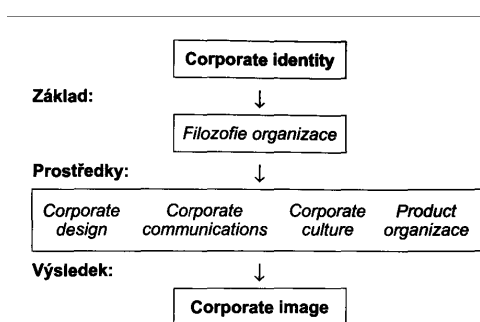 Corporate identity
Základ:
↓
Filozofie organizace
Prostředky:
↓
Corporate design
Corporate communications
Corporate culture
Product organizace
Výsledek:
↓
Corporate image